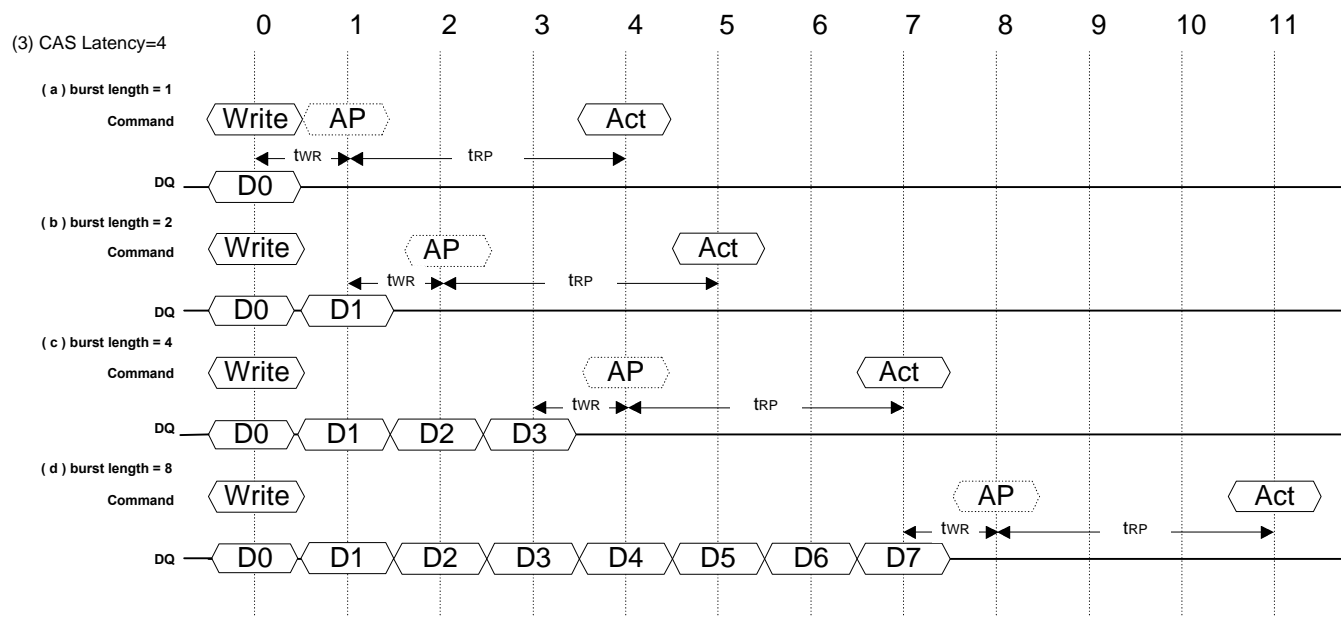 0 1 2 3 4 5 6 7 8 9 10 11
(3) CAS Latency=4
( a ) burst length = 1
Command Write AP Act
tWR tRP
DQ D0
( b ) burst length = 2
Command Write AP Act
tWR tRP
DQ D0 D1
( c ) burst length = 4
Command Write AP Act
tWR tRP
DQ D0 D1 D2 D3
( d ) burst length = 8
Command Write AP Act
tWR tRP
DQ D0 D1 D2 D3 D4 D5 D6 D7